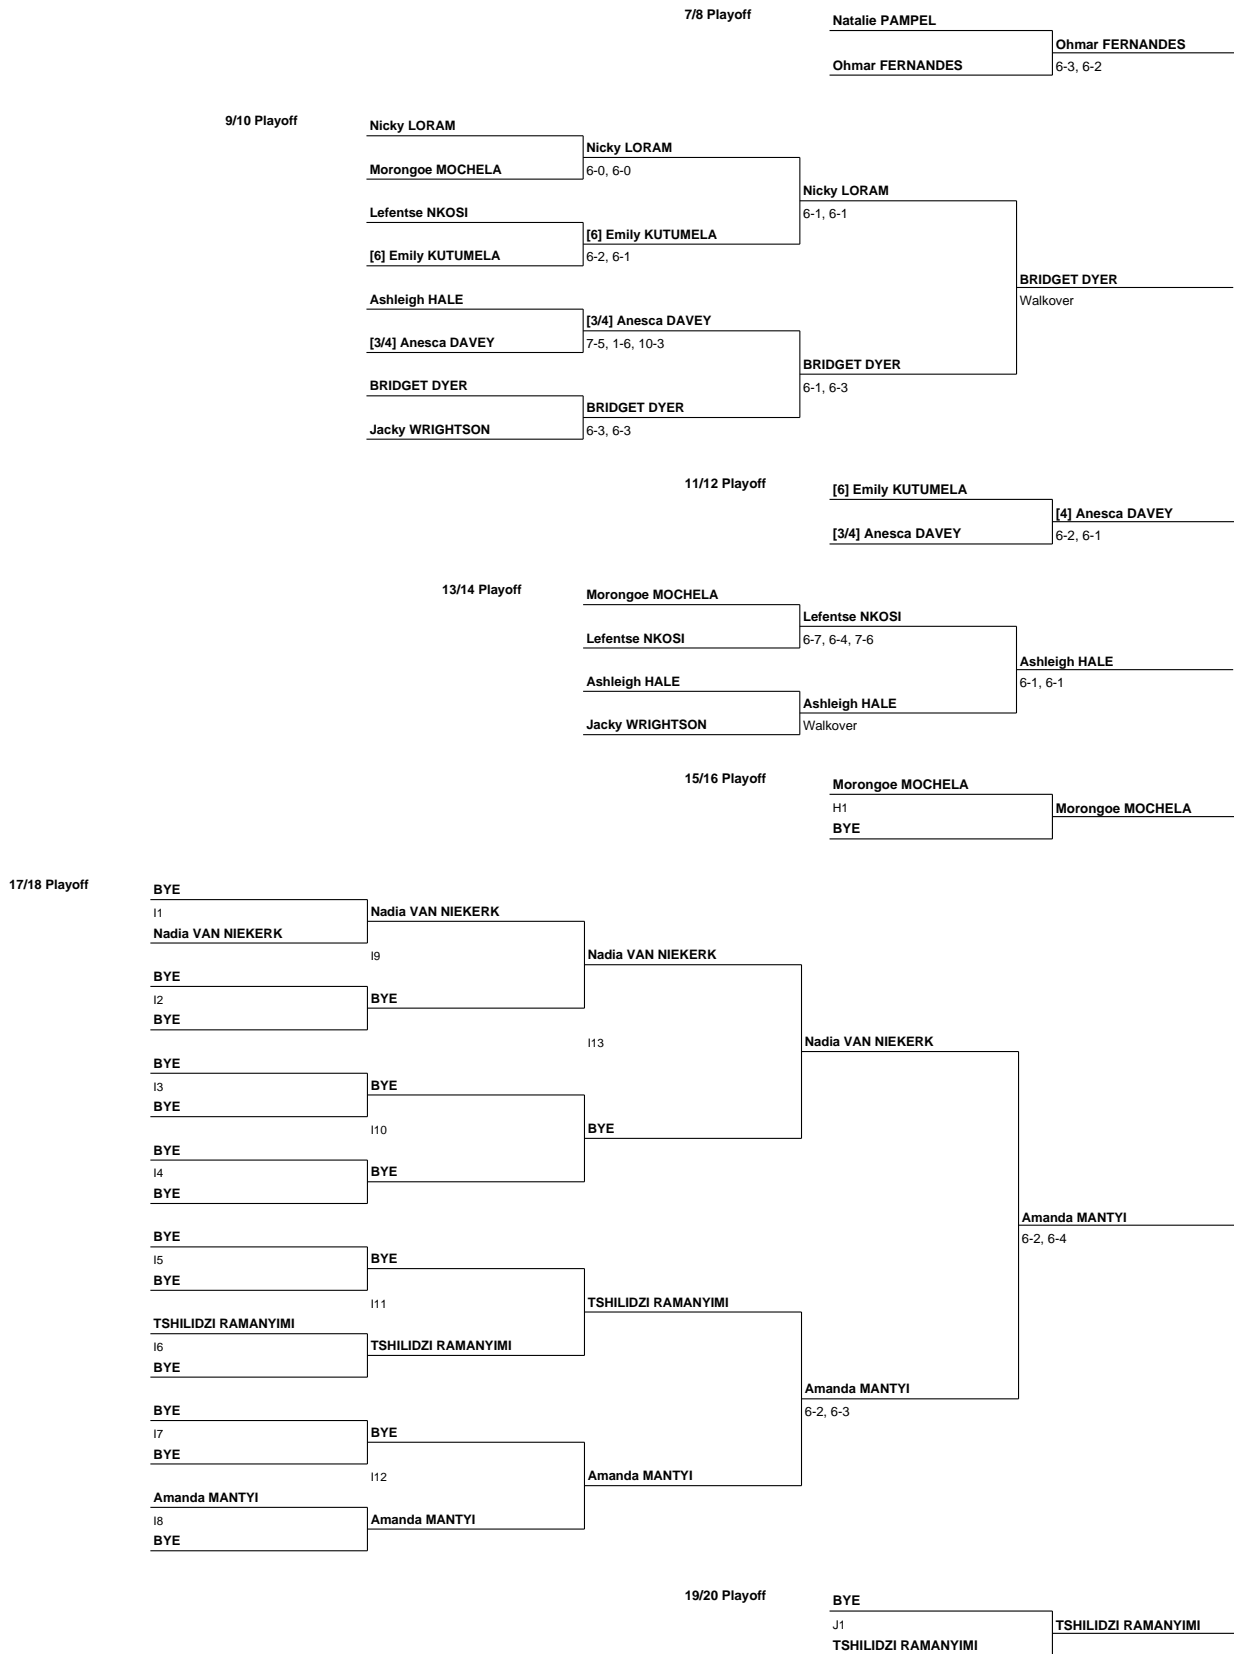 7/8 Playoff
Natalie PAMPEL
Ohmar FERNANDES
Ohmar FERNANDES
6-3, 6-2
9/10 Playoff
Nicky LORAM
Nicky LORAM
Morongoe MOCHELA
6-0, 6-0
Nicky LORAM
Lefentse NKOSI
6-1, 6-1
[6] Emily KUTUMELA
[6] Emily KUTUMELA
6-2, 6-1
BRIDGET DYER
Ashleigh HALE
Walkover
[3/4] Anesca DAVEY
[3/4] Anesca DAVEY
7-5, 1-6, 10-3
BRIDGET DYER
BRIDGET DYER
6-1, 6-3
BRIDGET DYER
Jacky WRIGHTSON
6-3, 6-3
11/12 Playoff
[6] Emily KUTUMELA
[4] Anesca DAVEY
[3/4] Anesca DAVEY
6-2, 6-1
13/14 Playoff
Morongoe MOCHELA
Lefentse NKOSI
Lefentse NKOSI
6-7, 6-4, 7-6
Ashleigh HALE
Ashleigh HALE
6-1, 6-1
Ashleigh HALE
Jacky WRIGHTSON
Walkover
15/16 Playoff
Morongoe MOCHELA
H1
Morongoe MOCHELA
BYE
17/18 Playoff
BYE
I1
Nadia VAN NIEKERK
Nadia VAN NIEKERK
I9
Nadia VAN NIEKERK
BYE
I2
BYE
BYE
I13
Nadia VAN NIEKERK
BYE
I3
BYE
BYE
I10
BYE
BYE
I4
BYE
BYE
Amanda MANTYI
6-2, 6-4
BYE
I5
BYE
BYE
I11
TSHILIDZI RAMANYIMI
TSHILIDZI RAMANYIMI
I6
TSHILIDZI RAMANYIMI
BYE
Amanda MANTYI
6-2, 6-3
BYE
I7
BYE
BYE
I12
Amanda MANTYI
Amanda MANTYI
I8
Amanda MANTYI
BYE
19/20 Playoff
BYE
J1
TSHILIDZI RAMANYIMI
TSHILIDZI RAMANYIMI